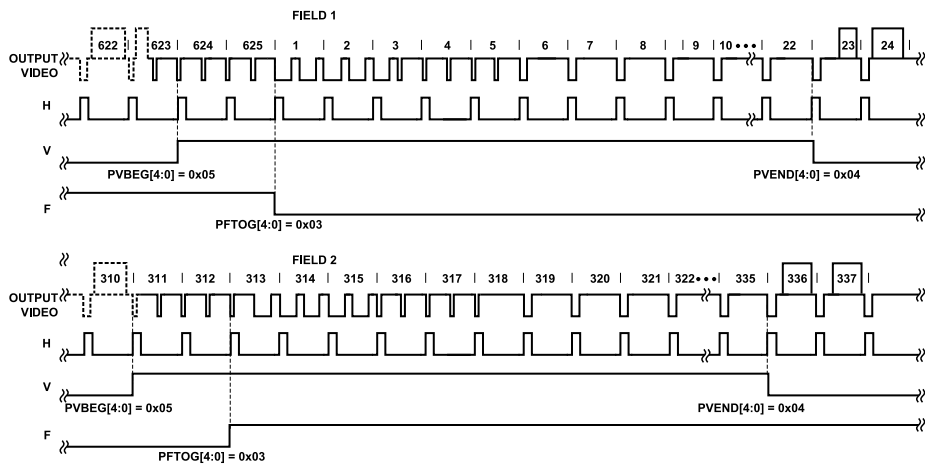 FIELD 1
622 623 624 625 1 2 3 4 5 6 7 8 9 10 ••• 22 23 24
OUTPUT
VIDEO
H
V
PVBEG[4:0] = 0x05
PVEND[4:0] = 0x04
F
PFTOG[4:0] = 0x03
FIELD 2
310 311 312 313 314 315 316 317 318 319 320 321 322 ••• 335 336 337
OUTPUT
VIDEO
H
V
PVBEG[4:0] = 0x05
PVEND[4:0] = 0x04
F
PFTOG[4:0] = 0x03